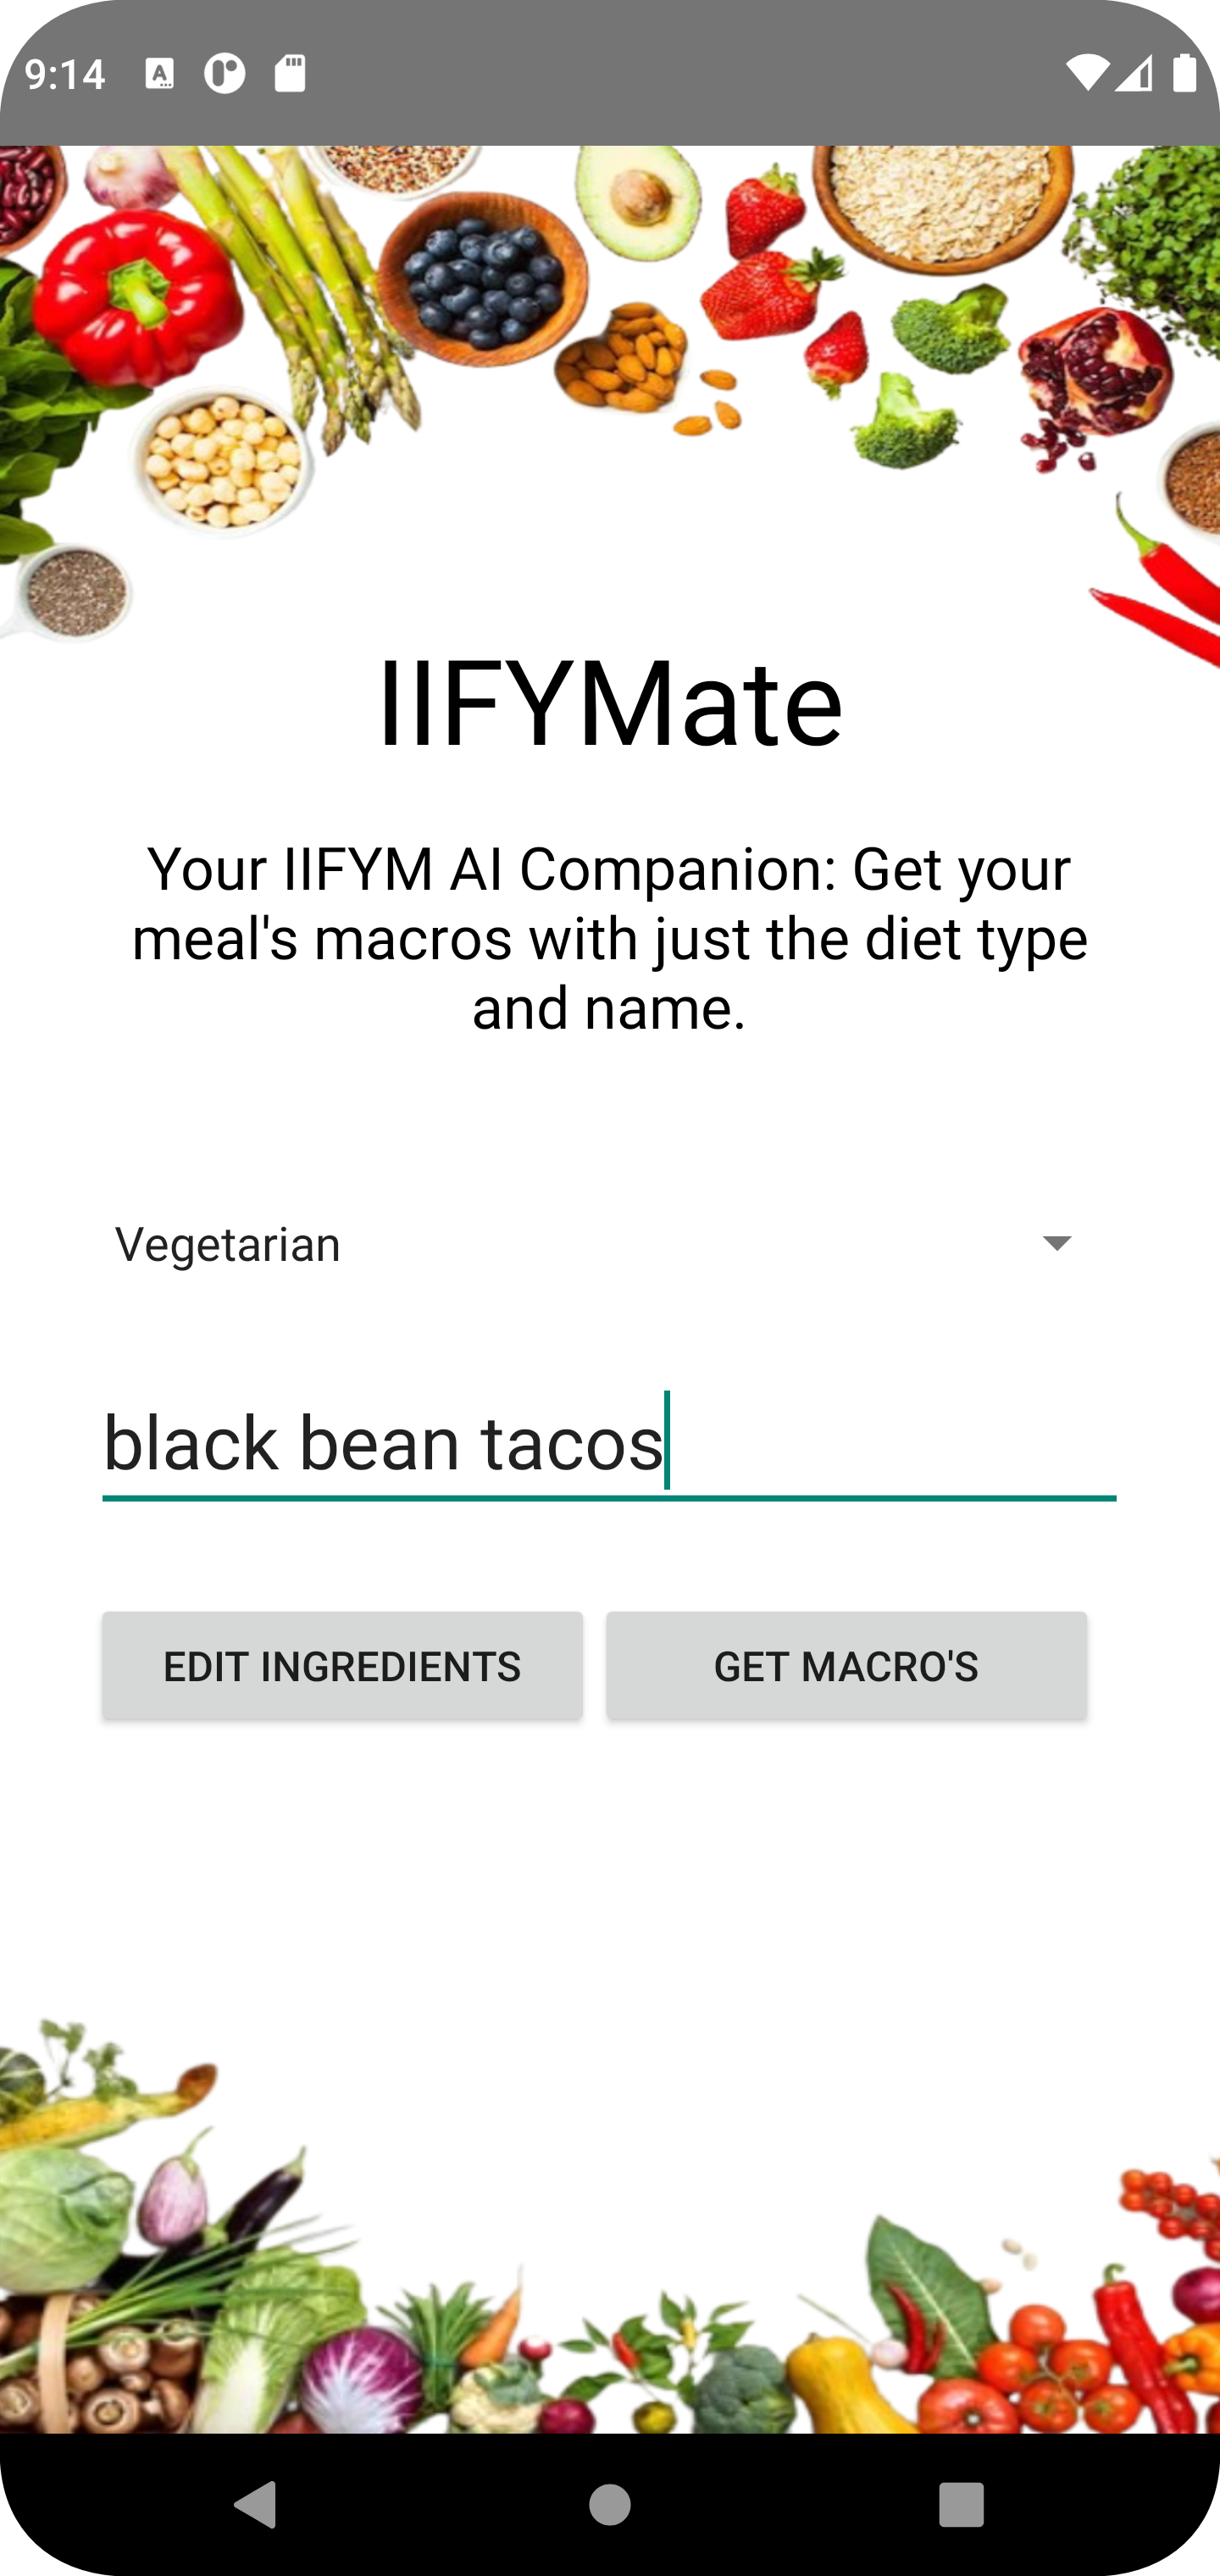 9:14
IIFYMate
Your IIFYM AI Companion: Get your
meal's macros with just the diet type
and name.
Vegetarian
black bean tacos
EDIT INGREDIENTS
GET MACRO'S